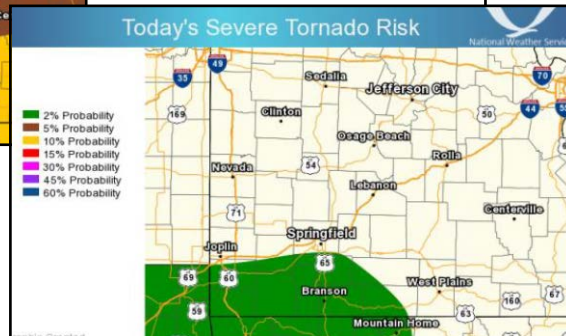 Ce
Today's Severe Tornado Risk
National Weather Servic
2% Probability
5% Probability
10% Probability
15% Probability
30% Probability
45% Probability
60% Probability
35
49
70
Sedalia
Jefferson City
169
Clinton
50
44
Osage Beach
Rolla
Nevada
54
Lebanon
71
Centerville
Springfield
Joplin
65
69
60
Branson
West Plains
59
160
67
63
Mountain Home